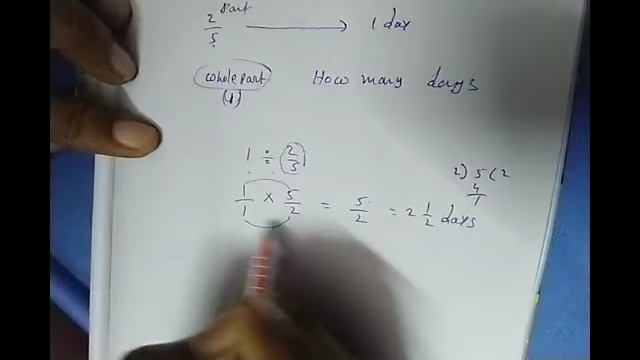 2/5 Part ⟶ 1 day
whole part How many days
(1)
1 ÷ 2/5
1/1 × 5/2 = 5/2 = 2 1/2 days
2) 5 (2
4
1